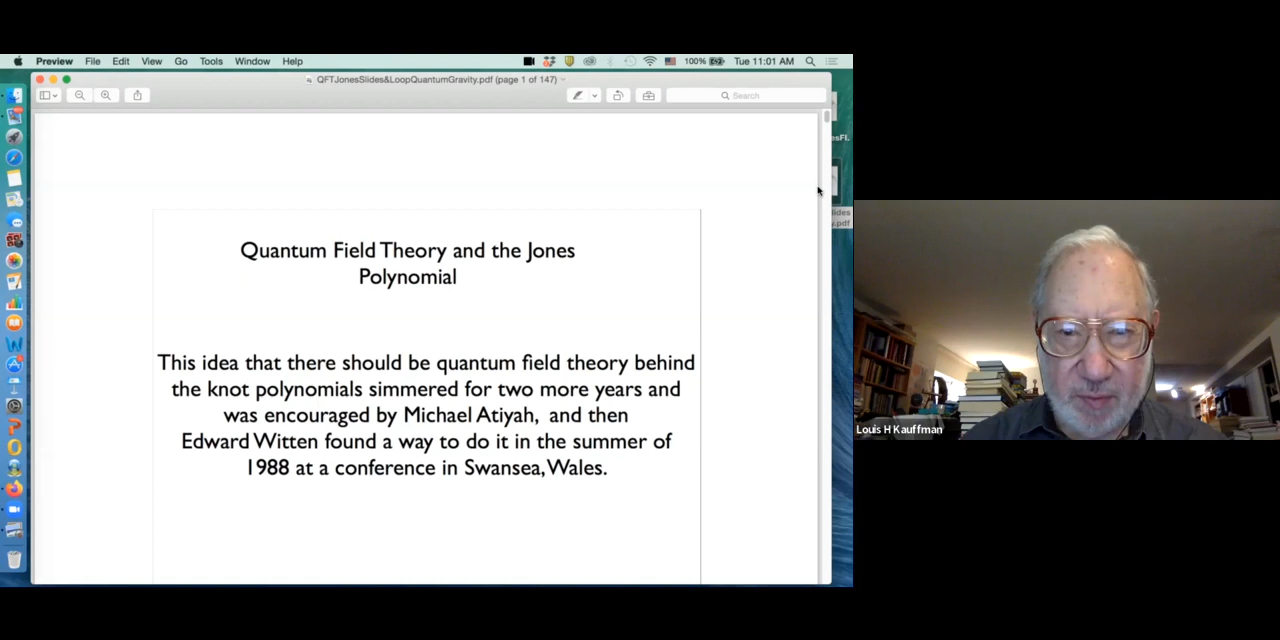 Preview File Edit View Go Tools Window Help
100% Tue 11:01 AM
QFTJonesSlides&LoopQuantumGravity.pdf (page 1 of 147)
Search
esFl.
Quantum Field Theory and the Jones
Polynomial
This idea that there should be quantum field theory behind
the knot polynomials simmered for two more years and
was encouraged by Michael Atiyah, and then
Edward Witten found a way to do it in the summer of
1988 at a conference in Swansea, Wales.
lides
y.pdf
Louis H Kauffman